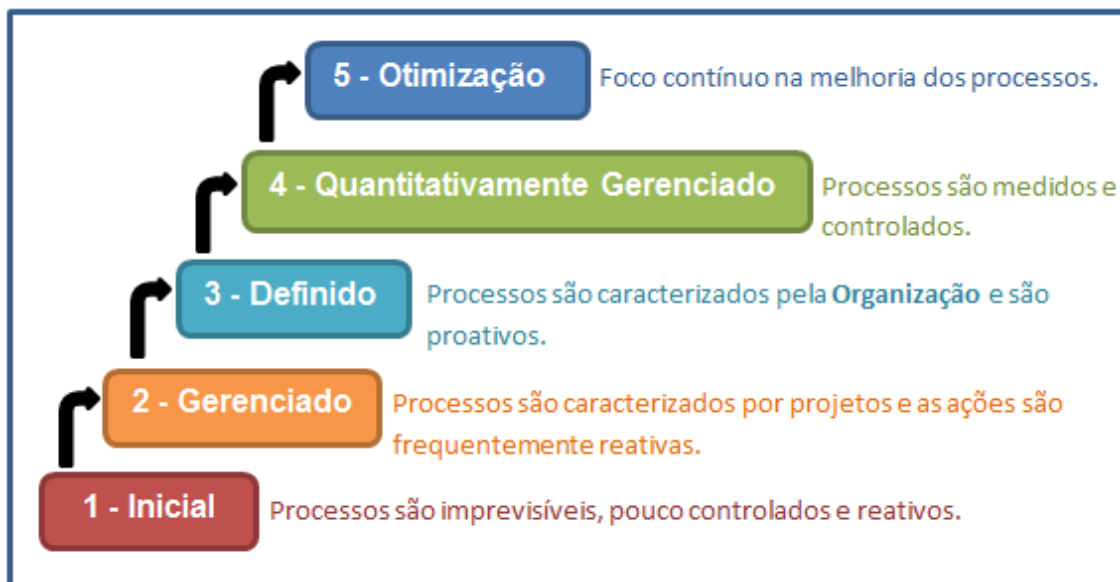 5 - Otimização
Foco contínuo na melhoria dos processos.
4 - Quantitativamente Gerenciado
Processos são medidos e
controlados.
3 - Definido
Processos são caracterizados pela Organização e são
proativos.
2 - Gerenciado
Processos são caracterizados por projetos e as ações são
frequentemente reativas.
1 - Inicial
Processos são imprevisíveis, pouco controlados e reativos.